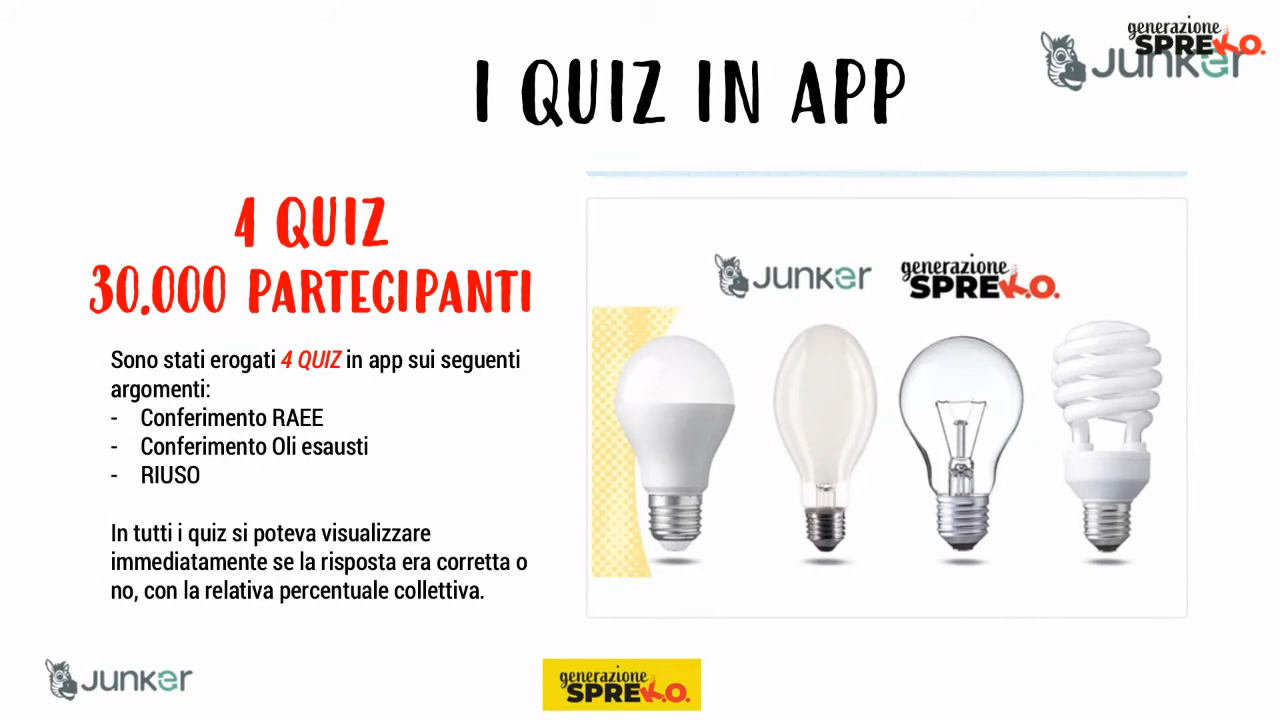 generazione
SPREK.O.
JUNKer
I QUIZ IN APP
4 QUIZ
30.000 PARTECIPANTI
Sono stati erogati 4 QUIZ in app sui seguenti
argomenti:
- Conferimento RAEE
- Conferimento Oli esausti
- RIUSO
In tutti i quiz si poteva visualizzare
immediatamente se la risposta era corretta o
no, con la relativa percentuale collettiva.
JUNKer
generazione
SPREK.O.
JUNKer
generazione
SPREK.O.